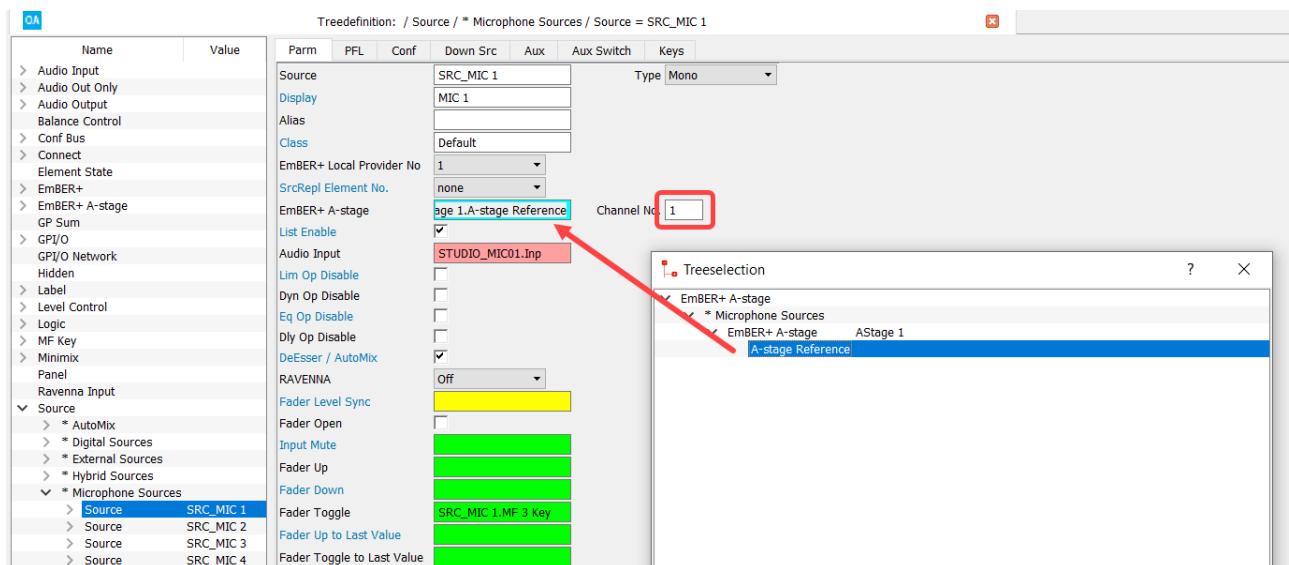 QA
Treedefinition: / Source / * Microphone Sources / Source = SRC_MIC 1
Name Value
Audio Input
Audio Out Only
Audio Output
Balance Control
Conf Bus
Connect
Element State
EmBER+
EmBER+ A-stage
GP Sum
GPI/O
GPI/O Network
Hidden
Label
Level Control
Logic
MF Key
Minimix
Panel
Ravenna Input
Source
* AutoMix
* Digital Sources
* External Sources
* Hybrid Sources
* Microphone Sources
Source SRC_MIC 1
Source SRC_MIC 2
Source SRC_MIC 3
Source SRC_MIC 4
Parm PFL Conf Down Src Aux Aux Switch Keys
Source SRC_MIC 1 Type Mono
Display MIC 1
Alias
Class Default
EmBER+ Local Provider No 1
SrcRepl Element No. none
EmBER+ A-stage age 1.A-stage Reference Channel No. 1
List Enable
Audio Input STUDIO_MIC01.Inp
Lim Op Disable
Dyn Op Disable
Eq Op Disable
Dly Op Disable
DeEsser / AutoMix
RAVENNA Off
Fader Level Sync
Fader Open
Input Mute
Fader Up
Fader Down
Fader Toggle SRC_MIC 1.MF 3 Key
Fader Up to Last Value
Fader Toggle to Last Value
Treeselection ?
EmBER+ A-stage
* Microphone Sources
EmBER+ A-stage AStage 1
A-stage Reference